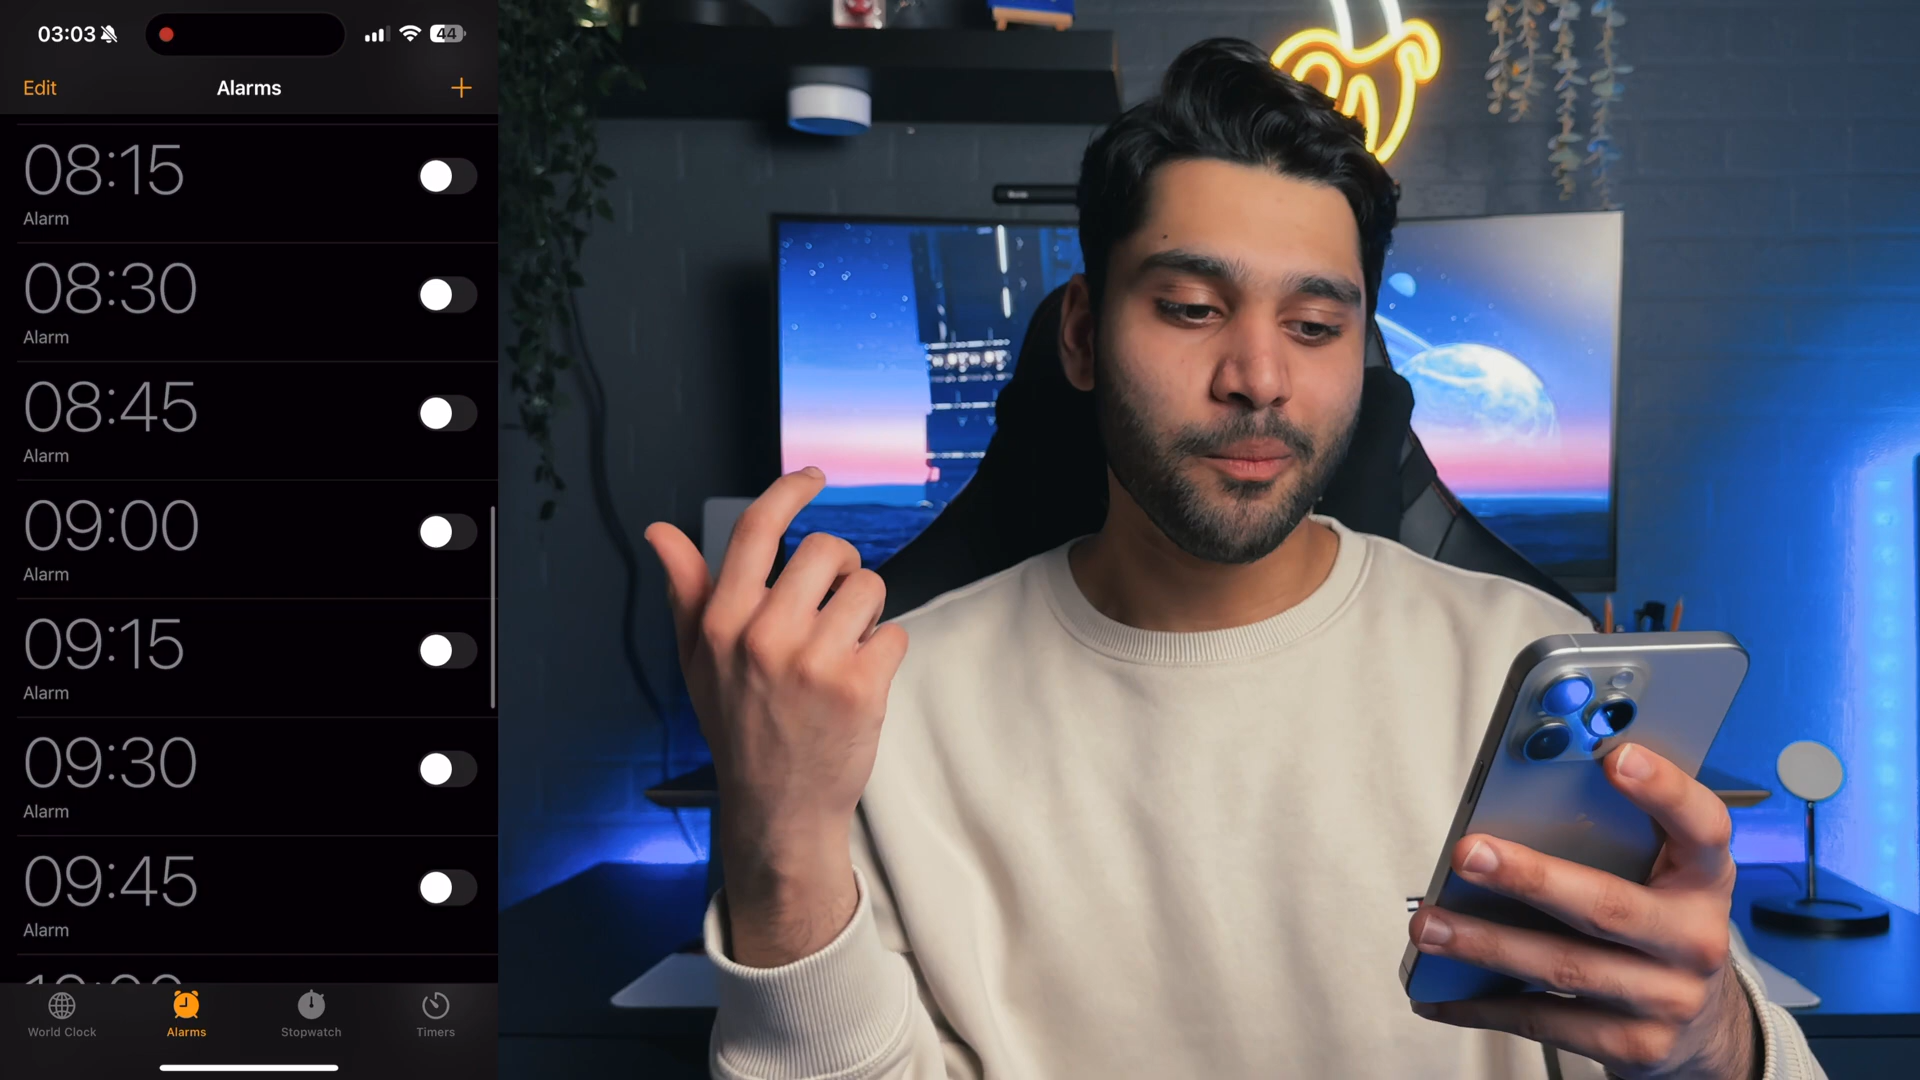 03:03
44
Edit
Alarms
+
08:15
Alarm
08:30
Alarm
08:45
Alarm
09:00
Alarm
09:15
Alarm
09:30
Alarm
09:45
Alarm
World Clock
Alarms
Stopwatch
Timers